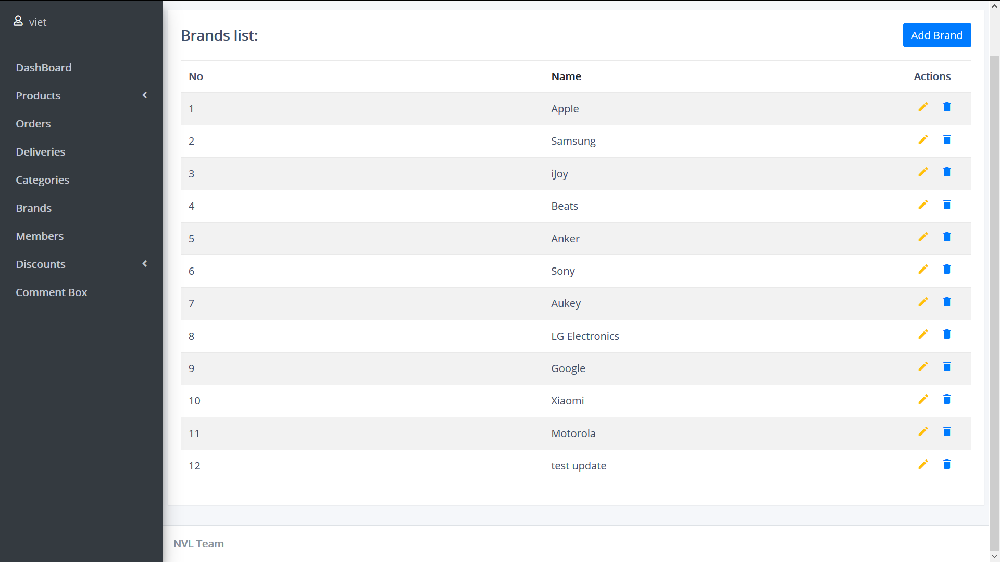 viet
DashBoard
Products
Orders
Deliveries
Categories
Brands
Members
Discounts
Comment Box
Brands list:
Add Brand
No Name Actions
1 Apple
2 Samsung
3 iJoy
4 Beats
5 Anker
6 Sony
7 Aukey
8 LG Electronics
9 Google
10 Xiaomi
11 Motorola
12 test update
NVL Team